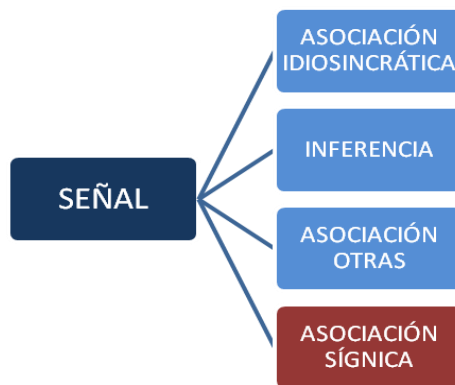 ASOCIACIÓN
IDIOSINCRÁTICA
INFERENCIA
SEÑAL
ASOCIACIÓN
OTRAS
ASOCIACIÓN
SÍGNICA